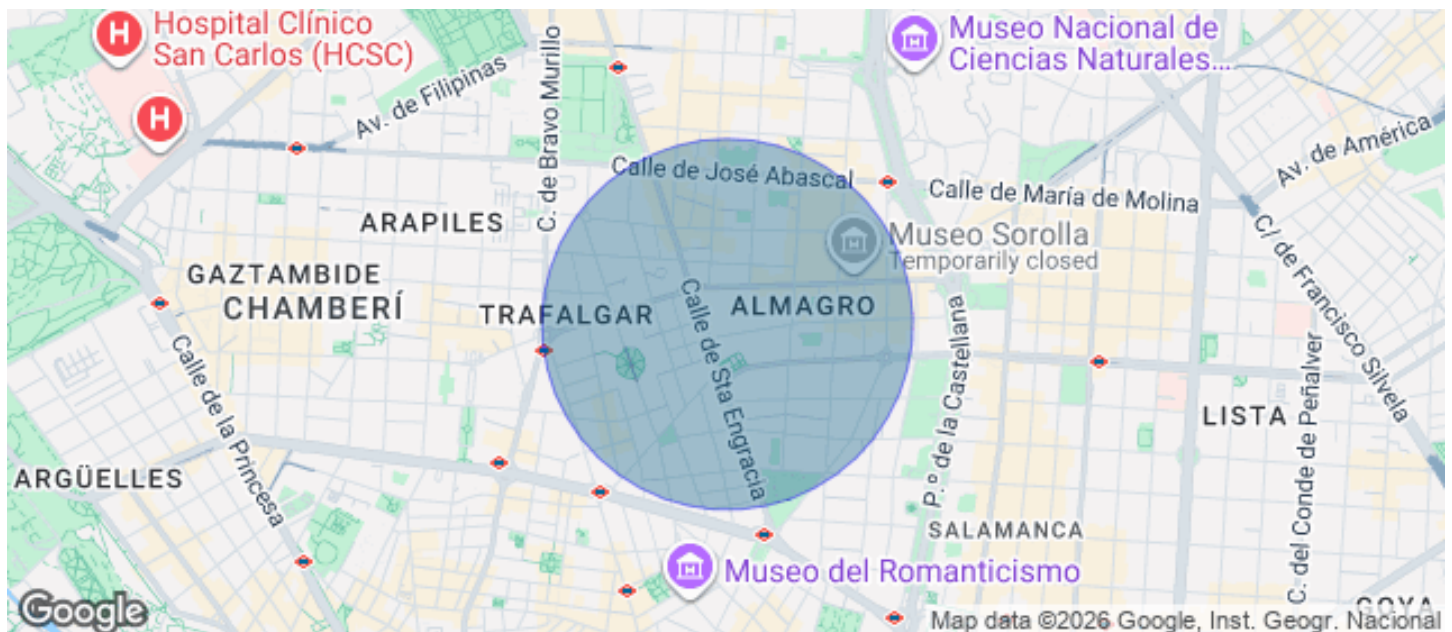 Hospital Clínico
San Carlos (HCSC)
Museo Nacional de
Ciencias Naturales...
H
H
Av. de Filipinas
C. de Bravo Murillo
Av. de América
Calle de José Abascal
Calle de María de Molina
ARAPILES
Museo Sorolla
Temporarily closed
C/ de Francisco Silvela
GAZTAMBIDE
CHAMBERÍ
TRAFALGAR
ALMAGRO
Calle de Sta Engracia
P.º de la Castellana
Calle de la Princesa
C. del Conde de Peñalver
LISTA
ARGÜELLES
SALAMANCA
Museo del Romanticismo
GOYA
Google
Map data ©2026 Google, Inst. Geogr. Nacional